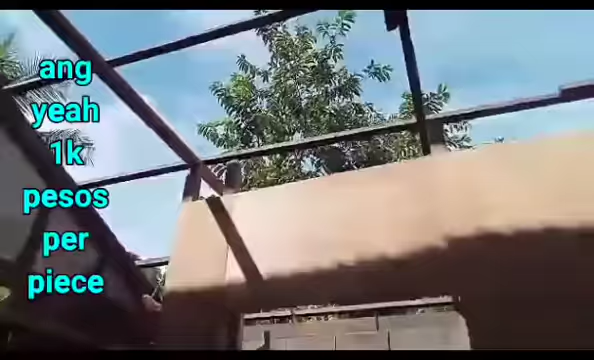 ang
yeah
1k
pesos
per
piece